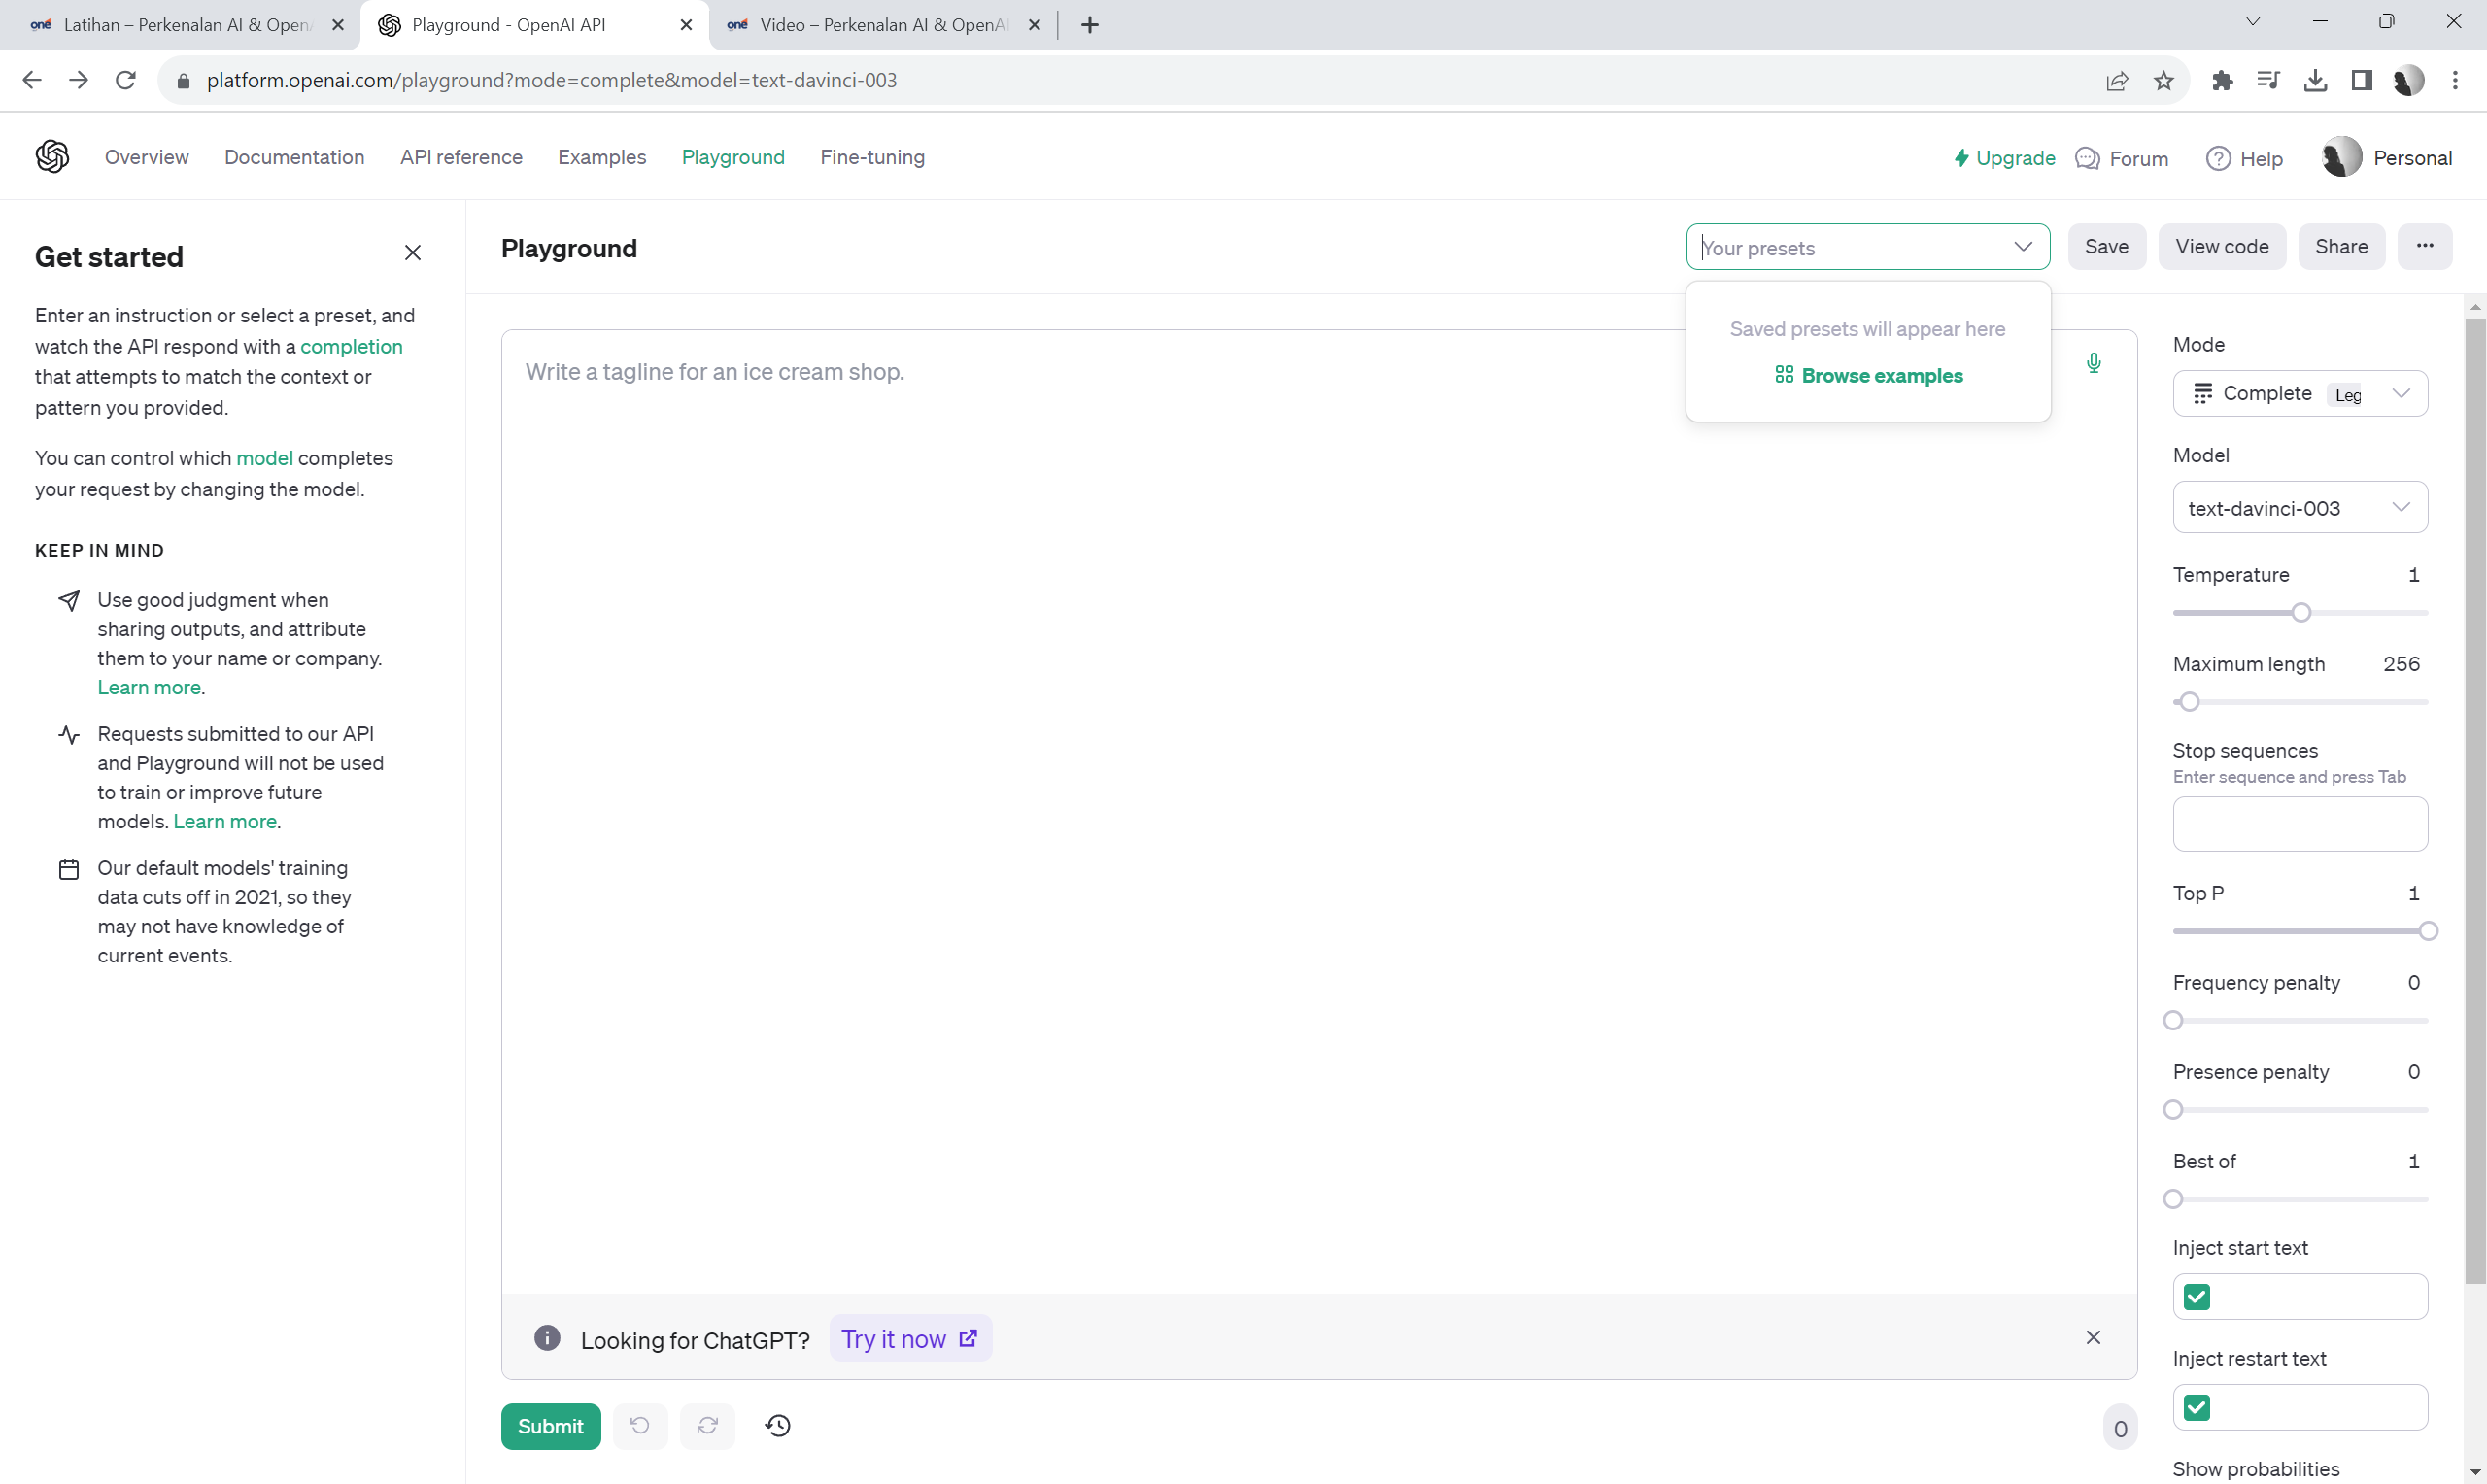 one Latihan – Perkenalan AI & Open
Playground - OpenAI API
one Video – Perkenalan AI & OpenA
platform.openai.com/playground?mode=complete&model=text-davinci-003
Overview
Documentation
API reference
Examples
Playground
Fine-tuning
Upgrade
Forum
Help
Personal
Get started
Enter an instruction or select a preset, and
watch the API respond with a completion
that attempts to match the context or
pattern you provided.
You can control which model completes
your request by changing the model.
KEEP IN MIND
Use good judgment when
sharing outputs, and attribute
them to your name or company.
Learn more.
Requests submitted to our API
and Playground will not be used
to train or improve future
models. Learn more.
Our default models' training
data cuts off in 2021, so they
may not have knowledge of
current events.
Playground
Your presets
Save
View code
Share
Saved presets will appear here
Browse examples
Write a tagline for an ice cream shop.
Looking for ChatGPT? Try it now
Submit
0
Mode
Complete Leg
Model
text-davinci-003
Temperature 1
Maximum length 256
Stop sequences
Enter sequence and press Tab
Top P 1
Frequency penalty 0
Presence penalty 0
Best of 1
Inject start text
Inject restart text
Show probabilities